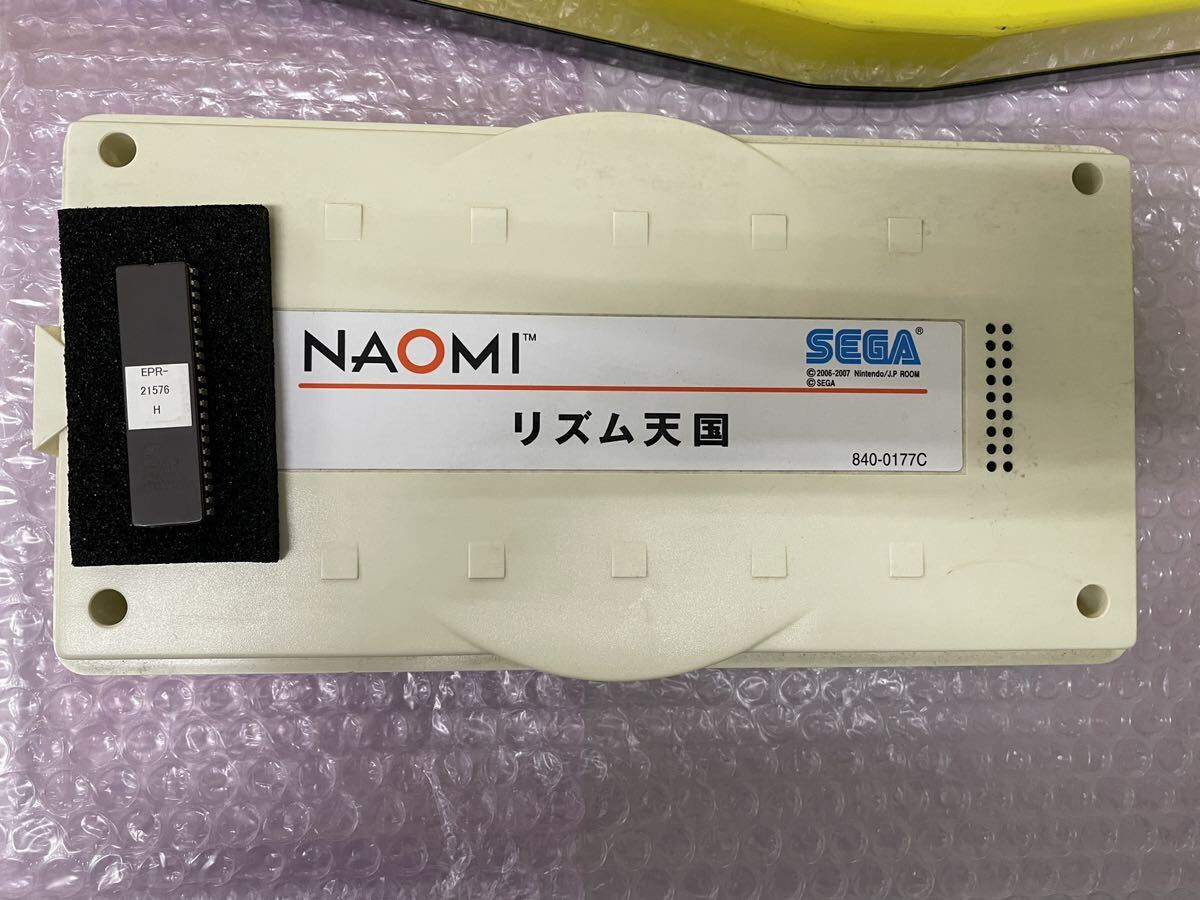 EPR-
21576
H
NAOMI™
SEGA®
©2006-2007 Nintendo/J.P ROOM
©SEGA
リズム天国
840-0177C